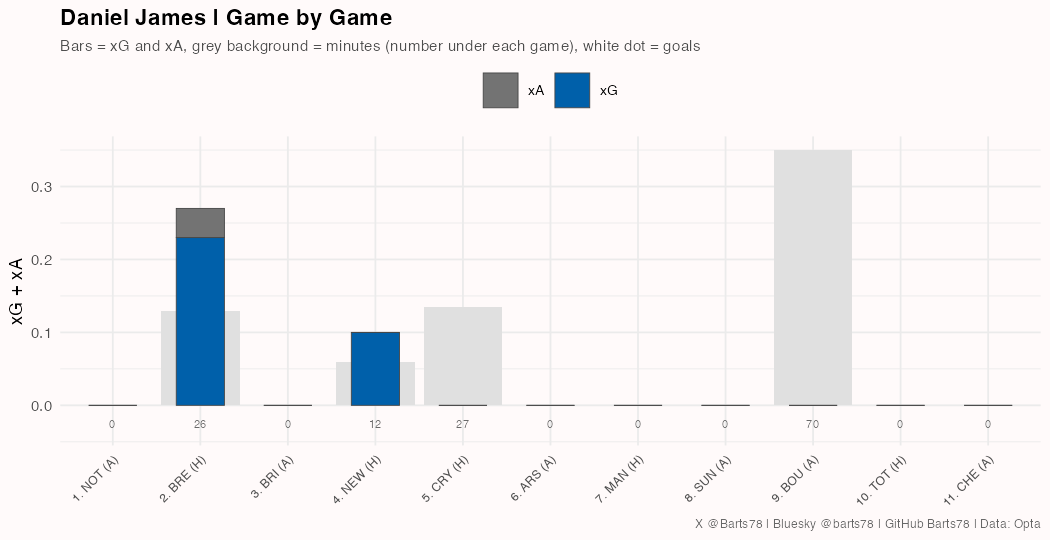 Daniel James | Game by Game
Bars = xG and xA, grey background = minutes (number under each game), white dot = goals
xA xG
xG + xA
0.3
0.2
0.1
0.0
0 26 0 12 27 0 0 0 70 0 0
1. NOT (A) 2. BRE (H) 3. BRI (A) 4. NEW (H) 5. CRY (H) 6. ARS (A) 7. MAN (H) 8. SUN (A) 9. BOU (A) 10. TOT (H) 11. CHE (A)
X @Barts78 | Bluesky @barts78 | GitHub Barts78 | Data: Opta